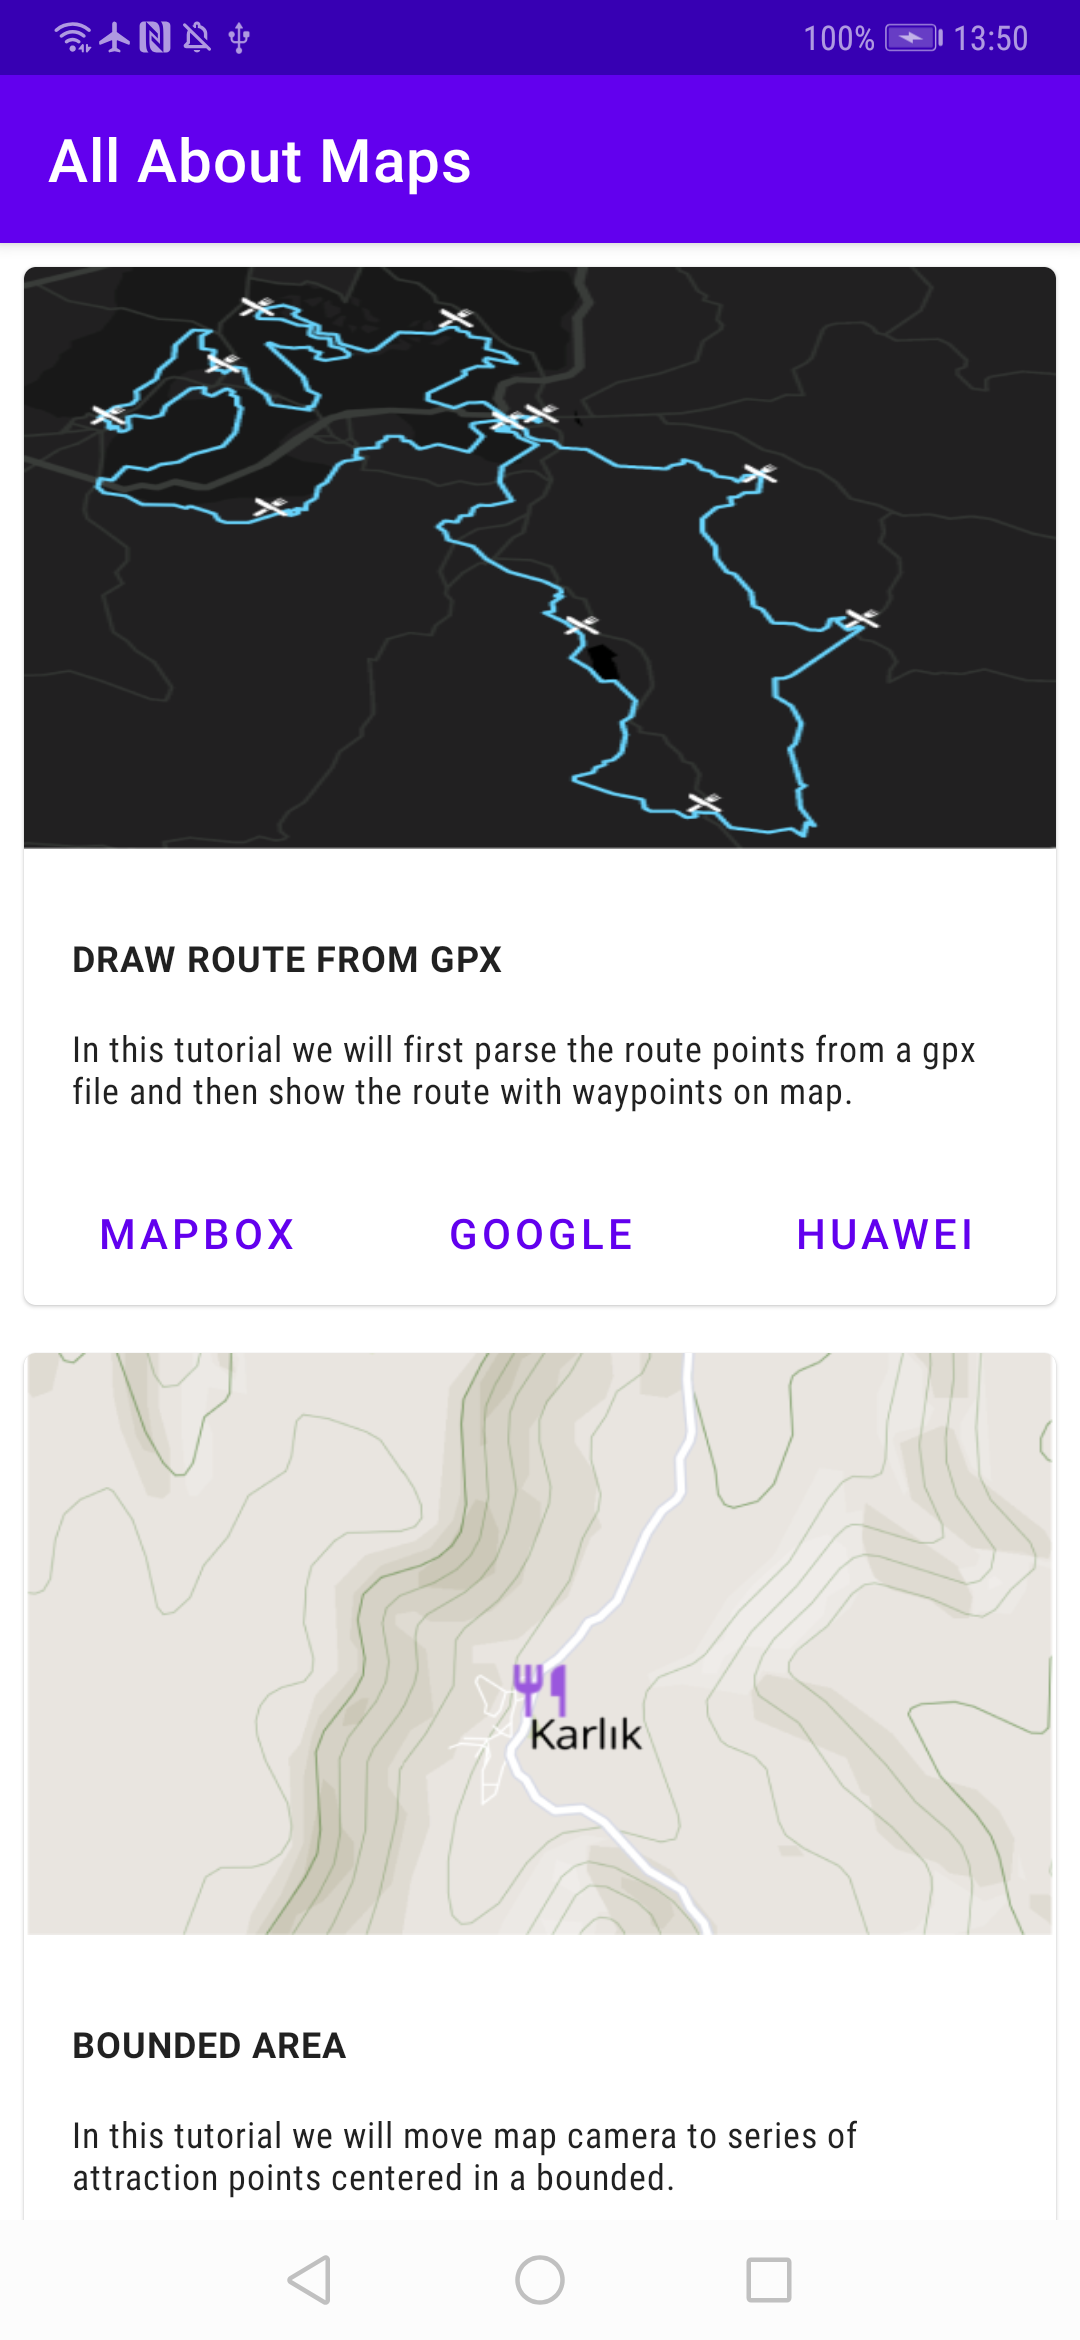 100% 13:50
All About Maps
DRAW ROUTE FROM GPX
In this tutorial we will first parse the route points from a gpx
file and then show the route with waypoints on map.
MAPBOX GOOGLE HUAWEI
Karlık
BOUNDED AREA
In this tutorial we will move map camera to series of
attraction points centered in a bounded.